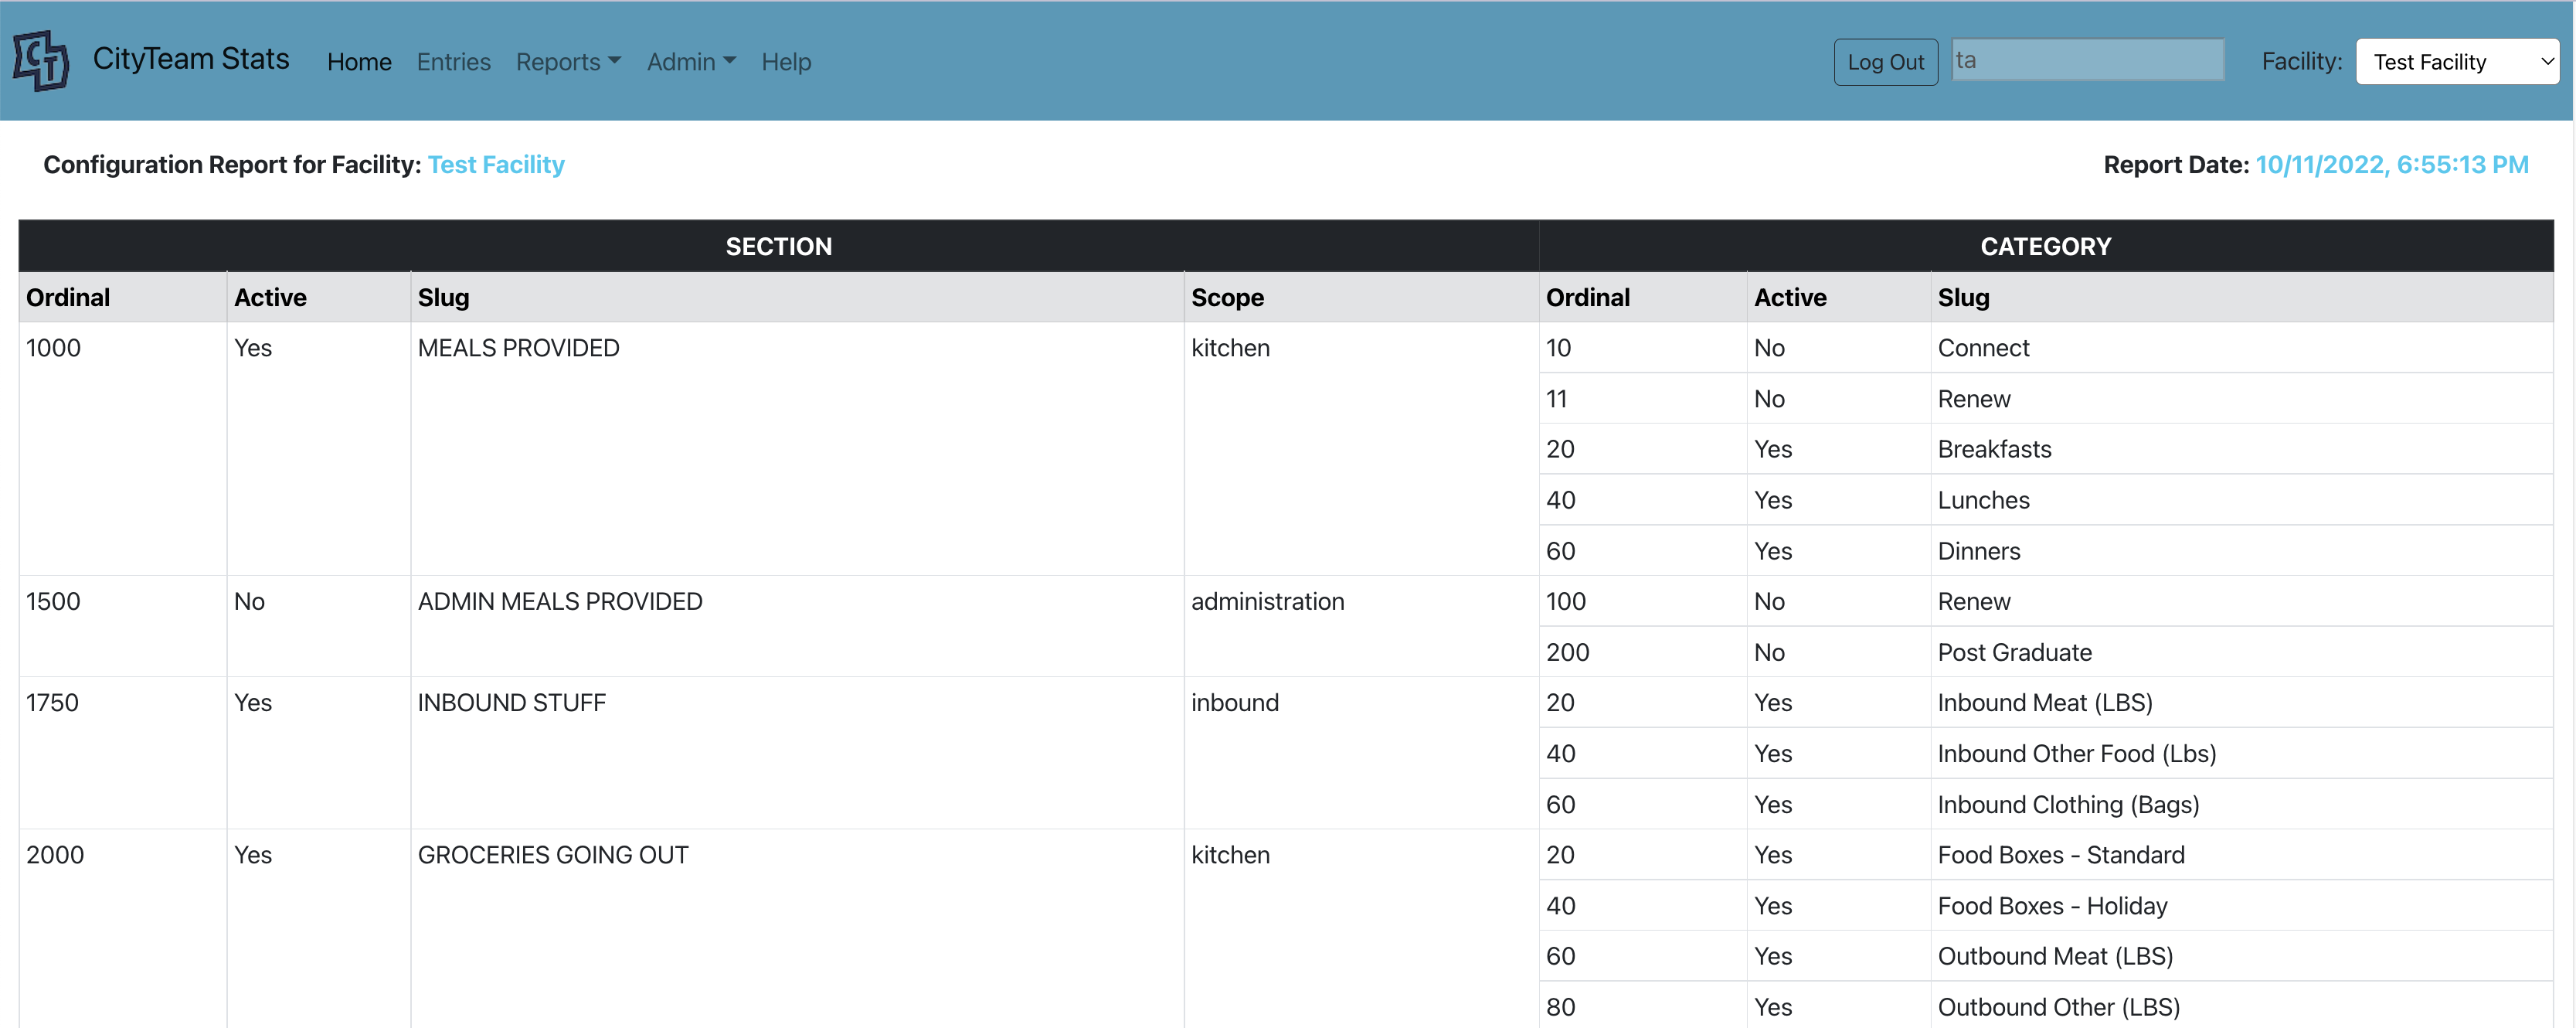 CT CityTeam Stats Home Entries Reports Admin Help Log Out ta Facility: Test Facility
Configuration Report for Facility: Test Facility Report Date: 10/11/2022, 6:55:13 PM
SECTION CATEGORY
Ordinal Active Slug Scope Ordinal Active Slug
1000 Yes MEALS PROVIDED kitchen 10 No Connect
11 No Renew
20 Yes Breakfasts
40 Yes Lunches
60 Yes Dinners
1500 No ADMIN MEALS PROVIDED administration 100 No Renew
200 No Post Graduate
1750 Yes INBOUND STUFF inbound 20 Yes Inbound Meat (LBS)
40 Yes Inbound Other Food (Lbs)
60 Yes Inbound Clothing (Bags)
2000 Yes GROCERIES GOING OUT kitchen 20 Yes Food Boxes - Standard
40 Yes Food Boxes - Holiday
60 Yes Outbound Meat (LBS)
80 Yes Outbound Other (LBS)